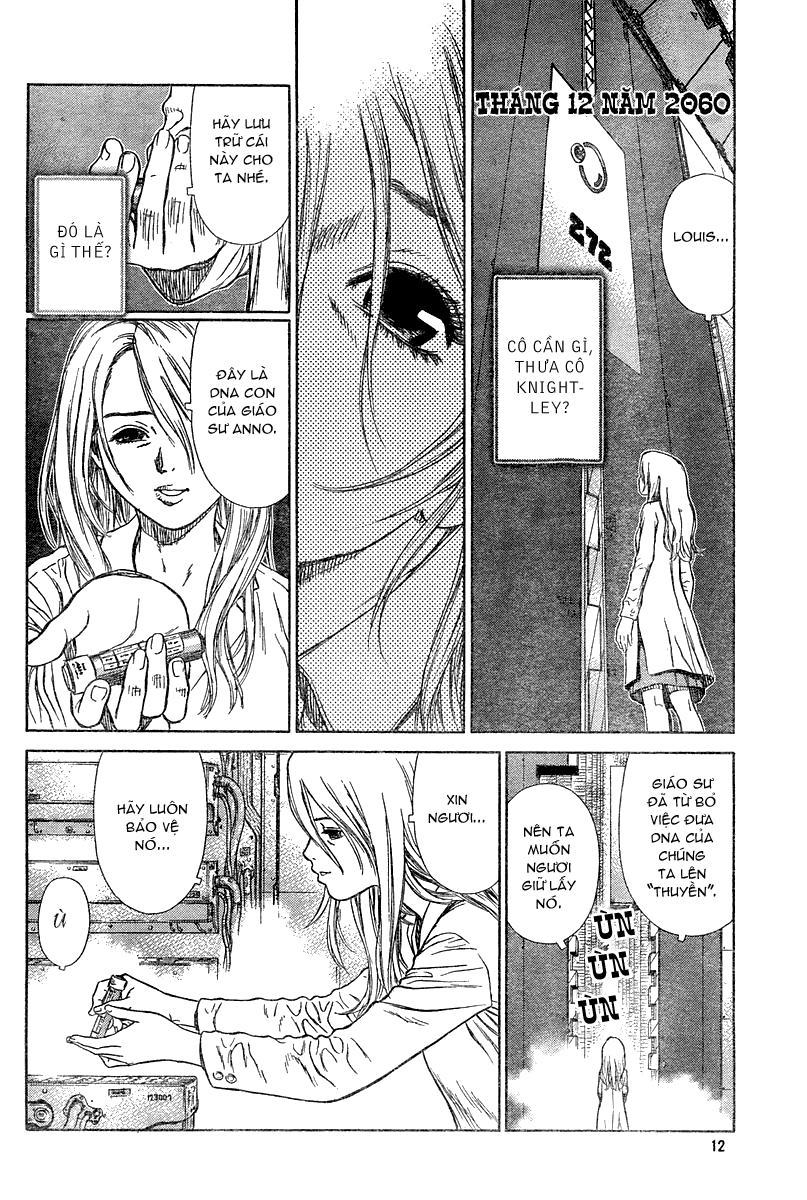 THÁNG 12 NĂM 2060
LOUIS...
212
CÔ CẦN GÌ,
THƯA CÔ
KNIGHT-
LEY?
HÃY LƯU
TRỮ CÁI
NÀY CHO
TA NHÉ.
ĐÓ LÀ
GÌ THẾ?
ĐÂY LÀ
DNA CON
CỦA GIÁO
SƯ ANNO.
GIÁO SƯ
ĐÃ TỪ BỎ
VIỆC ĐƯA
DNA CỦA
CHÚNG
TA LÊN
"THUYỀN".
NÊN TA
MUỐN
NGƯƠI
GIỮ LẤY
NÓ.
ÙN
ÙN
ÙN
XIN
NGƯƠI...
HÃY LUÔN
BẢO VỆ
NÓ...
Ù
123007
12